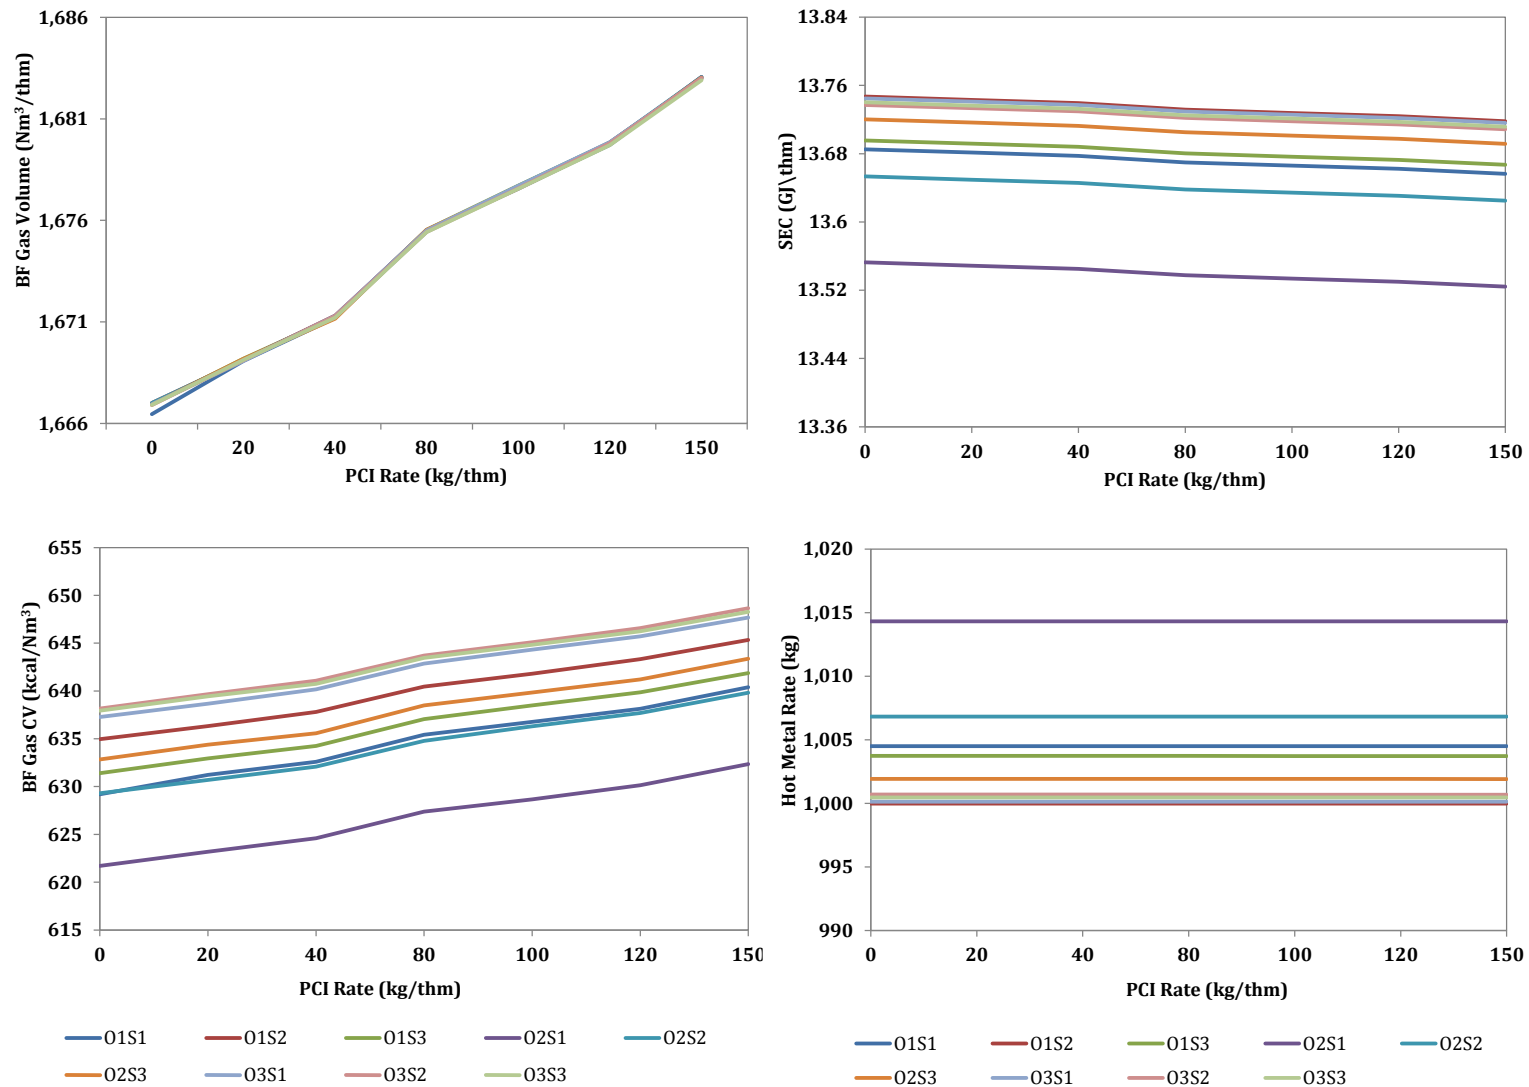 BF Gas Volume (Nm³/thm)
1,686
1,681
1,676
1,671
1,666
0 20 40 80 100 120 150
PCI Rate (kg/thm)
SEC (GJ\thm)
13.84
13.76
13.68
13.6
13.52
13.44
13.36
0 20 40 80 100 120 150
PCI Rate (kg/thm)
BF Gas CV (kcal/Nm³)
655
650
645
640
635
630
625
620
615
0 20 40 80 100 120 150
PCI Rate (kg/thm)
O1S1 O1S2 O1S3 O2S1 O2S2
O2S3 O3S1 O3S2 O3S3
Hot Metal Rate (kg)
1,020
1,015
1,010
1,005
1,000
995
990
0 20 40 80 100 120 150
PCI Rate (kg/thm)
O1S1 O1S2 O1S3 O2S1 O2S2
O2S3 O3S1 O3S2 O3S3